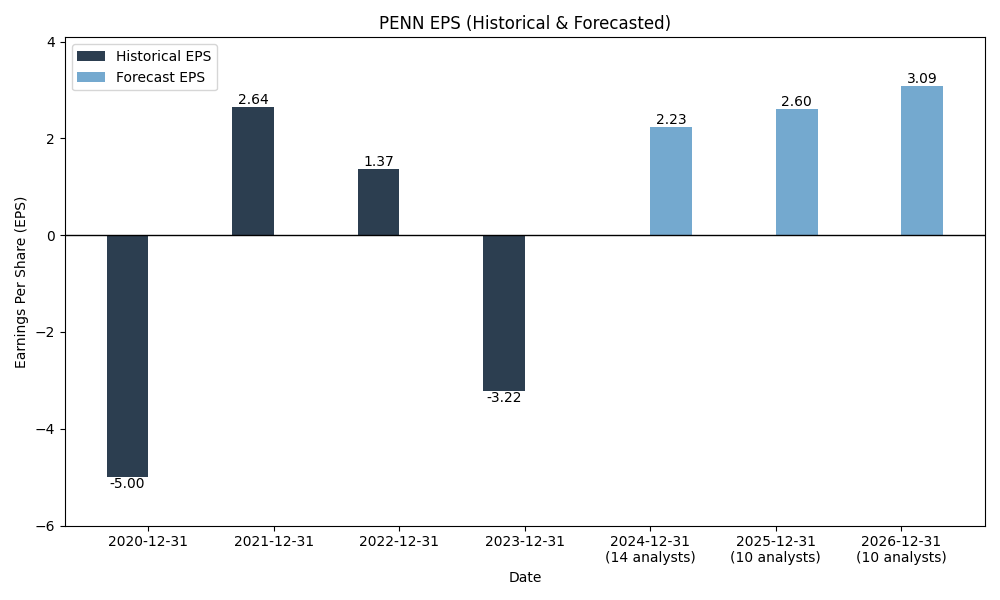 PENN EPS (Historical & Forecasted)
Historical EPS
Forecast EPS
Earnings Per Share (EPS)
4
2
0
−2
−4
−6
-5.00
2.64
1.37
-3.22
2.23
2.60
3.09
2020-12-31
2021-12-31
2022-12-31
2023-12-31
2024-12-31
(14 analysts)
2025-12-31
(10 analysts)
2026-12-31
(10 analysts)
Date